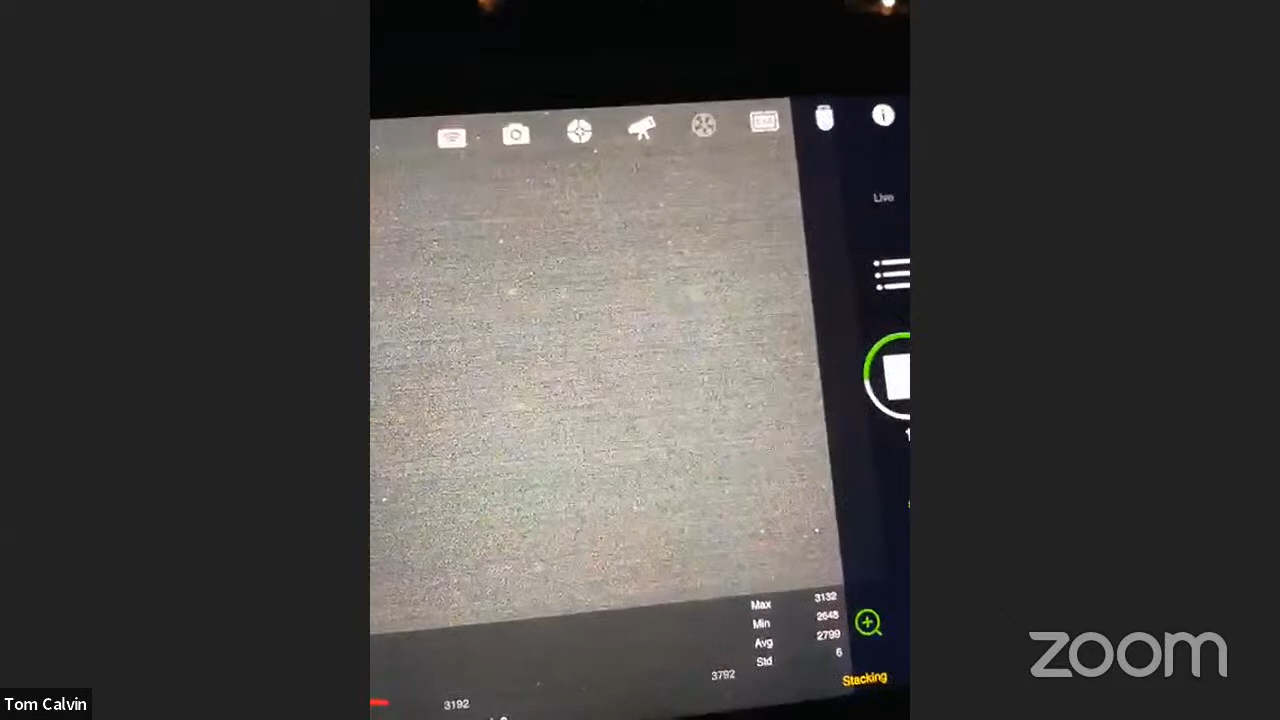 Live
Max 3132
Min 2648
Avg 2799
Std 6
3792
Stacking
3192
zoom
Tom Calvin